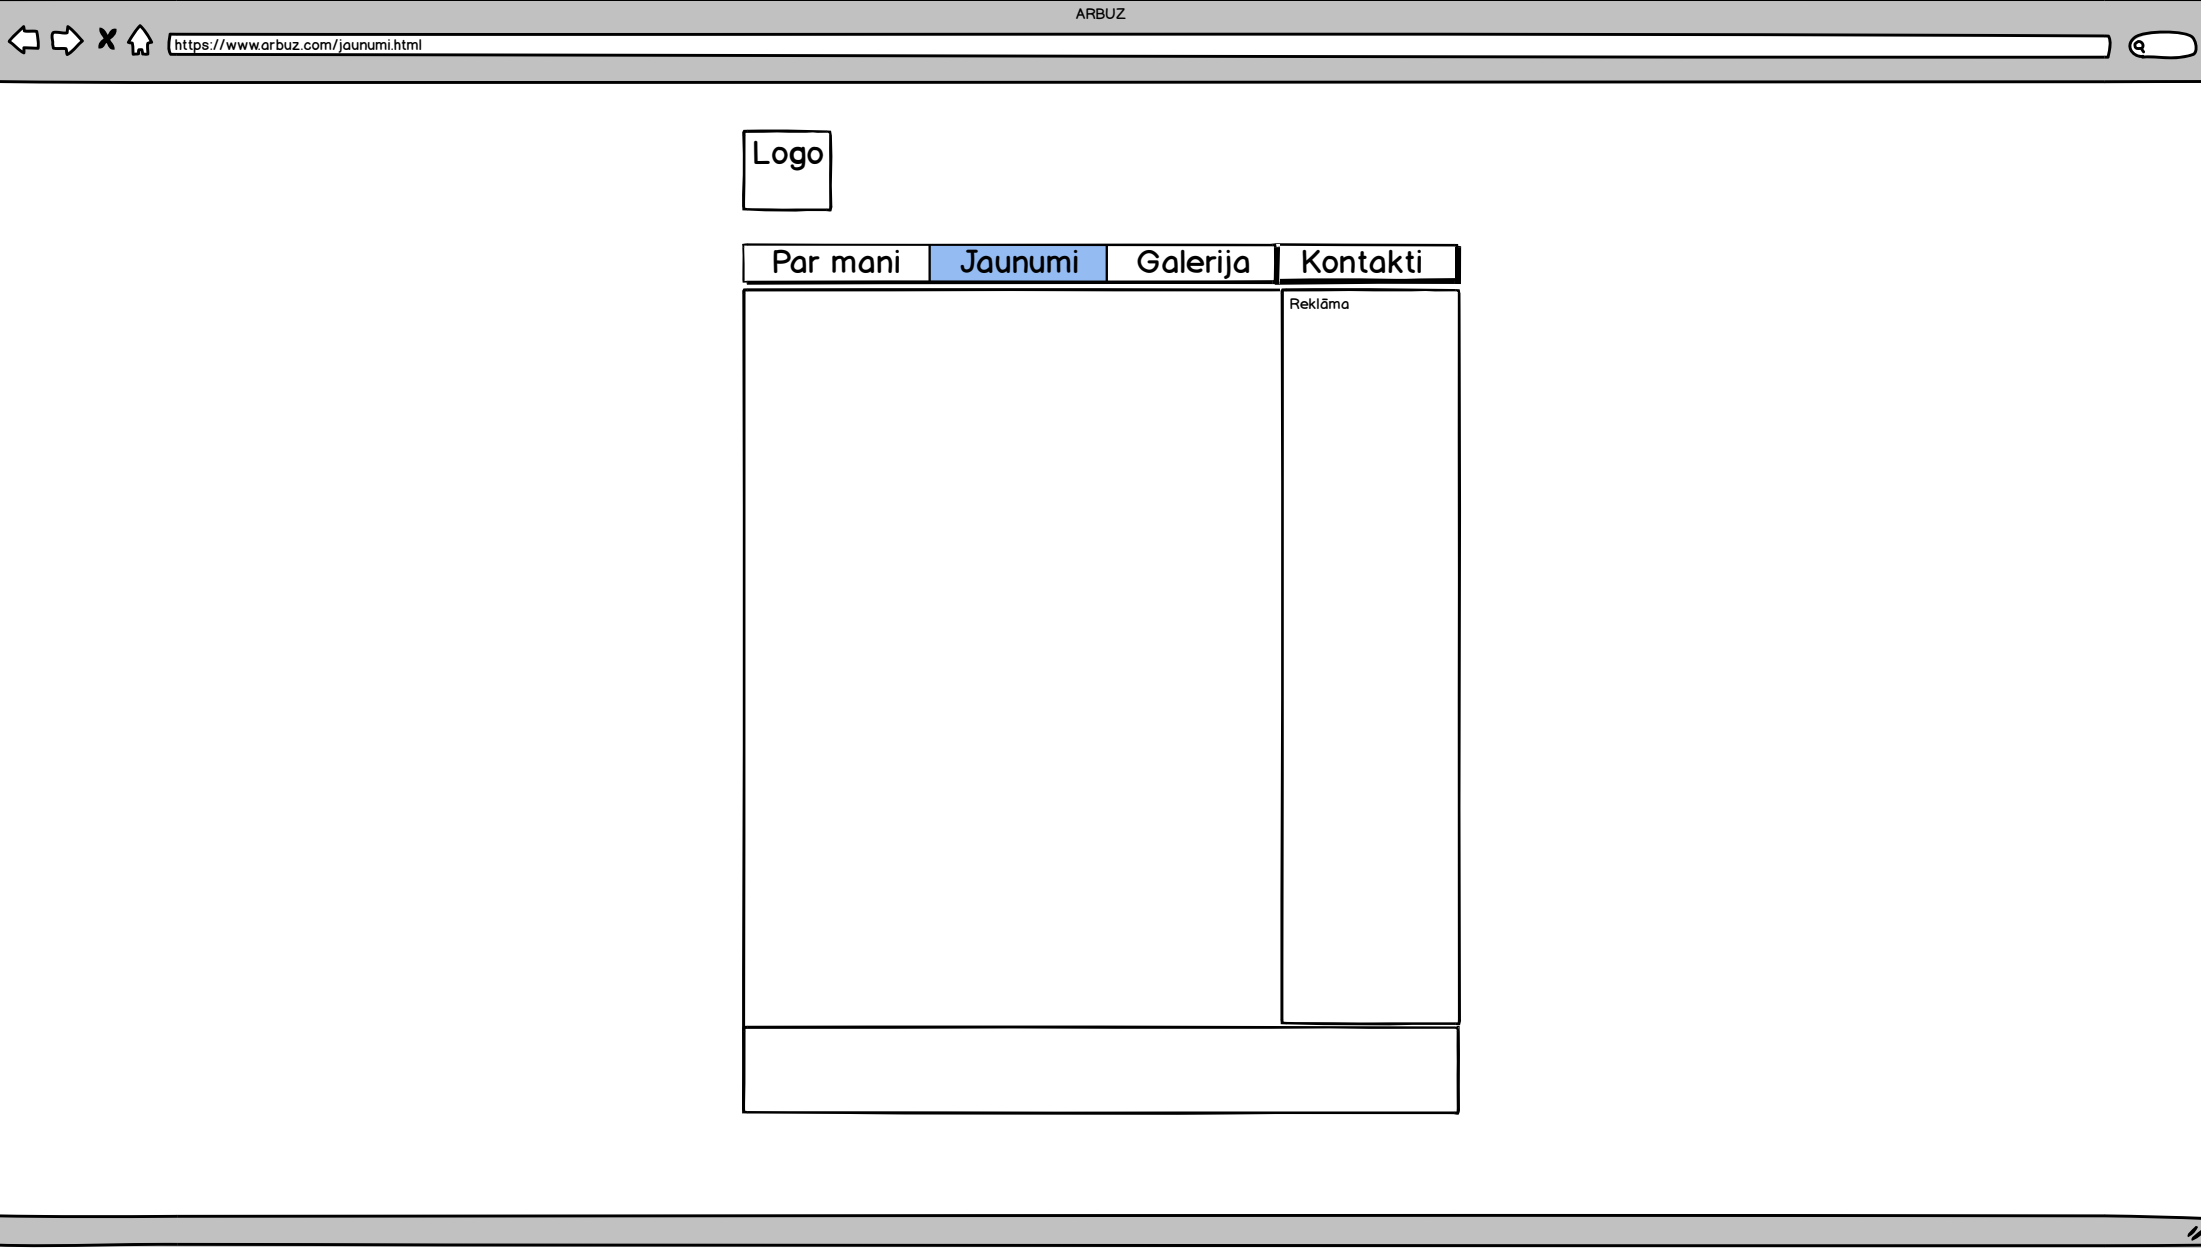 ARBUZ
https://www.arbuz.com/jaunumi.html
Logo
Par mani Jaunumi Galerija Kontakti
Reklāma